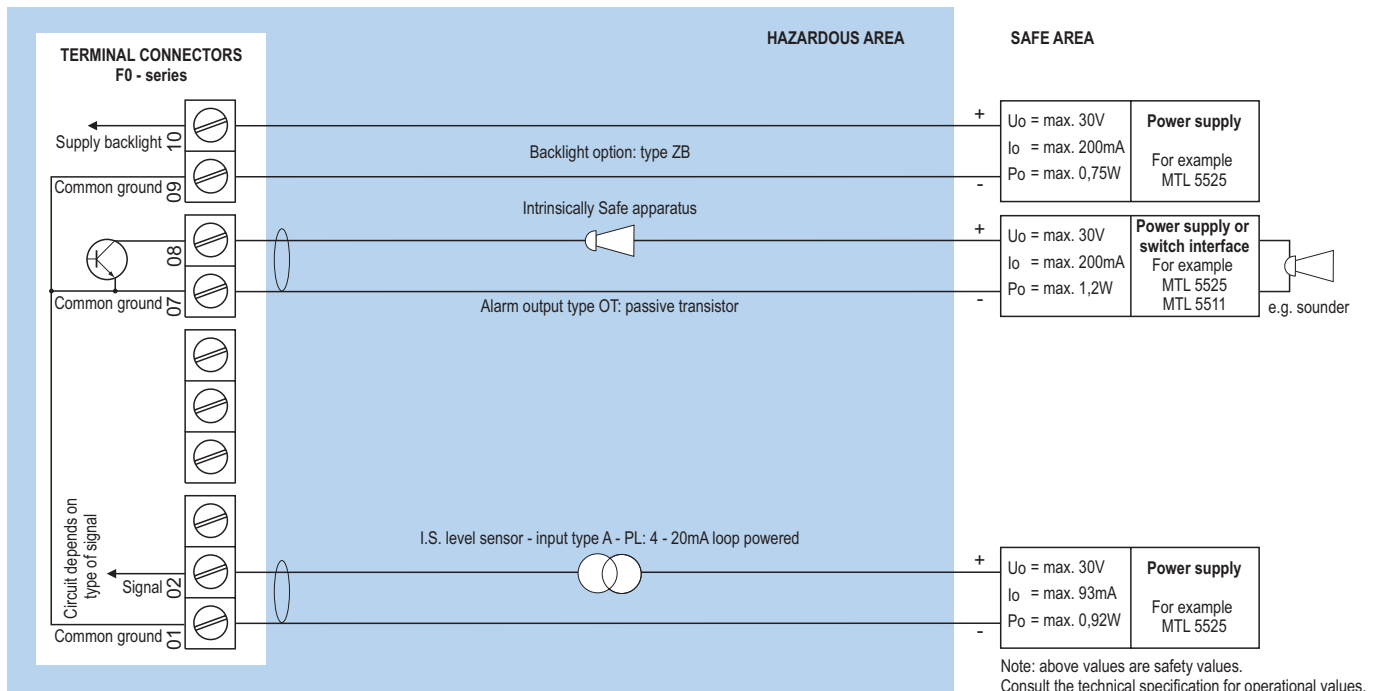 HAZARDOUS AREA
SAFE AREA
TERMINAL CONNECTORS
F0 - series
Supply backlight
10
Backlight option: type ZB
+
Uo = max. 30V
Io = max. 200mA
Po = max. 0,75W
Power supply
For example
MTL 5525
Common ground
09
-
Intrinsically Safe apparatus
08
+
Uo = max. 30V
Io = max. 200mA
Po = max. 1,2W
Power supply or
switch interface
For example
MTL 5525
MTL 5511
e.g. sounder
Common ground
07
Alarm output type OT: passive transistor
-
Circuit depends on
type of signal
I.S. level sensor - input type A - PL: 4 - 20mA loop powered
Signal
02
+
Uo = max. 30V
Io = max. 93mA
Po = max. 0,92W
Power supply
For example
MTL 5525
Common ground
01
-
Note: above values are safety values.
Consult the technical specification for operational values.